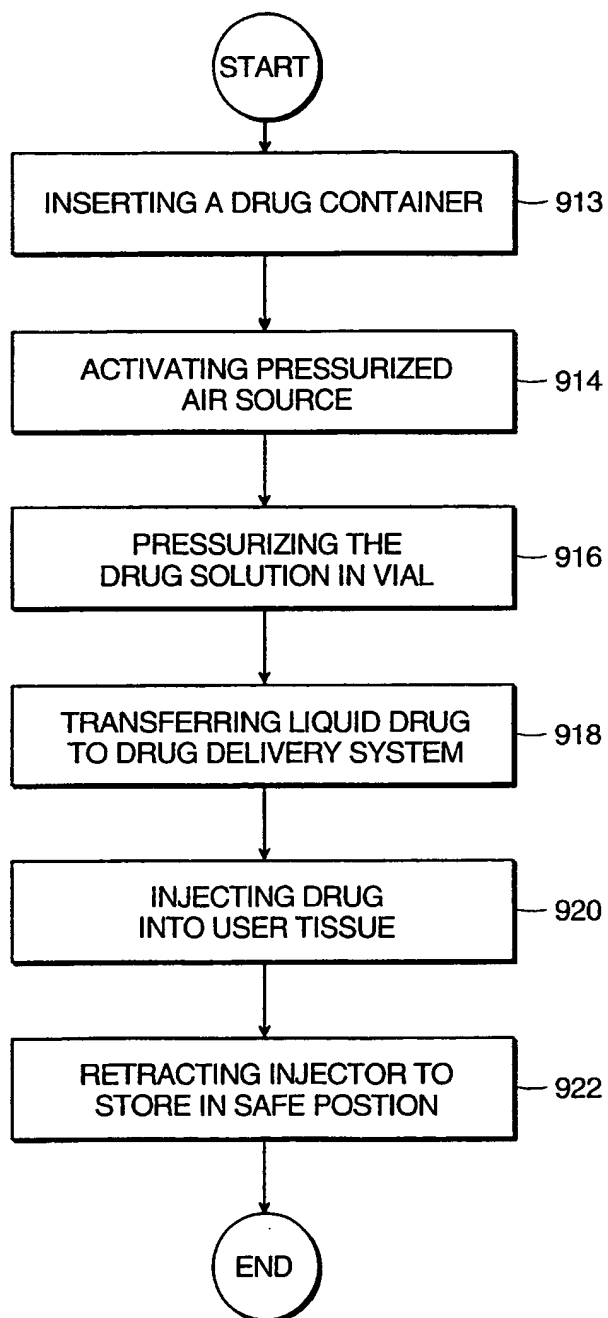 START
INSERTING A DRUG CONTAINER
913
ACTIVATING PRESSURIZED
AIR SOURCE
914
PRESSURIZING THE
DRUG SOLUTION IN VIAL
916
TRANSFERRING LIQUID DRUG
TO DRUG DELIVERY SYSTEM
918
INJECTING DRUG
INTO USER TISSUE
920
RETRACTING INJECTOR TO
STORE IN SAFE POSTION
922
END